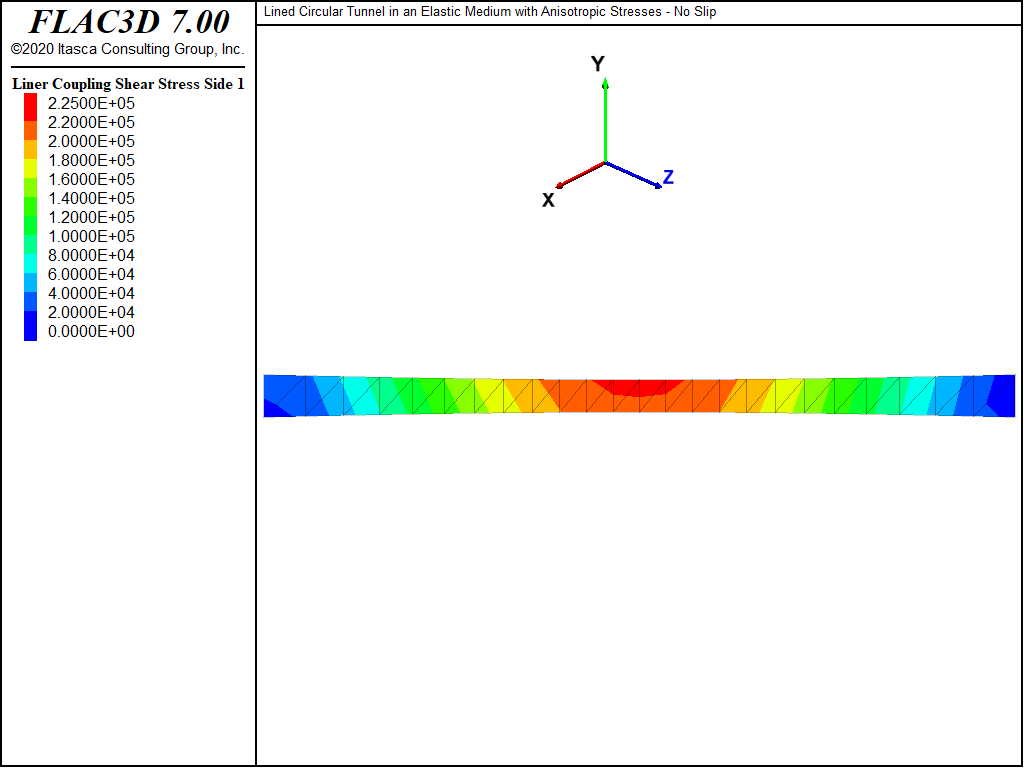 FLAC3D 7.00
©2020 Itasca Consulting Group, Inc.
Liner Coupling Shear Stress Side 1
2.2500E+05
2.2000E+05
2.0000E+05
1.8000E+05
1.6000E+05
1.4000E+05
1.2000E+05
1.0000E+05
8.0000E+04
6.0000E+04
4.0000E+04
2.0000E+04
0.0000E+00
Lined Circular Tunnel in an Elastic Medium with Anisotropic Stresses - No Slip
Y
Z
X